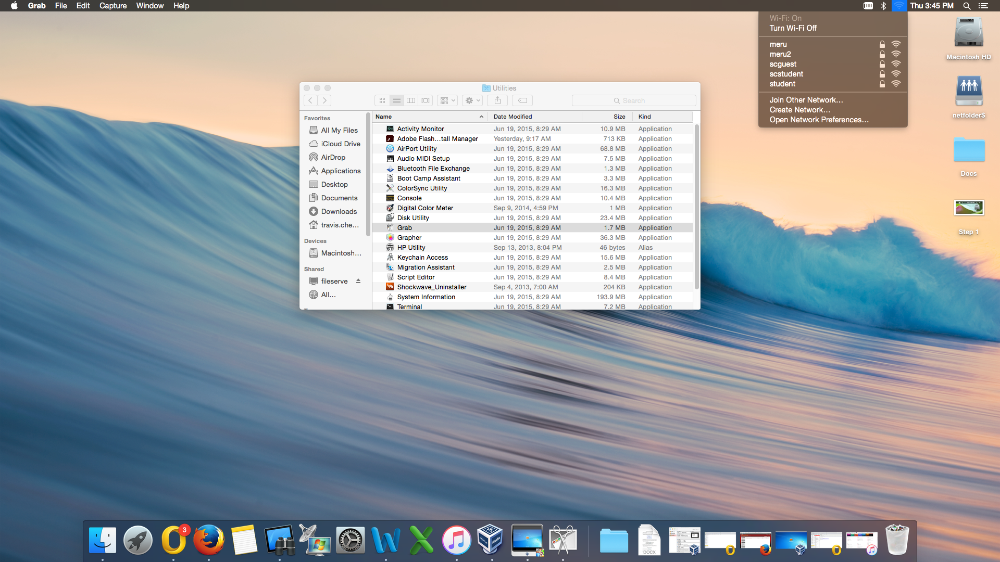 Grab File Edit Capture Window Help Thu 3:45 PM
Wi-Fi: On
Turn Wi-Fi Off
meru
meru2
scguest
scstudent
student
Join Other Network...
Create Network...
Open Network Preferences...
Macintosh HD
netfolder$
Docs
Step 1
Utilities
Search
Favorites
All My Files
iCloud Drive
AirDrop
Applications
Desktop
Documents
Downloads
travis.che...
Devices
Macintosh...
Shared
fileserve
All...
Name Date Modified Size Kind
Activity Monitor Jun 19, 2015, 8:29 AM 10.9 MB Application
Adobe Flash...tall Manager Yesterday, 9:17 AM 713 KB Application
AirPort Utility Jun 19, 2015, 8:29 AM 68.8 MB Application
Audio MIDI Setup Jun 19, 2015, 8:29 AM 7.5 MB Application
Bluetooth File Exchange Jun 19, 2015, 8:29 AM 1.3 MB Application
Boot Camp Assistant Jun 19, 2015, 8:29 AM 3.3 MB Application
ColorSync Utility Jun 19, 2015, 8:29 AM 16.3 MB Application
Console Jun 19, 2015, 8:29 AM 10.4 MB Application
Digital Color Meter Sep 9, 2014, 4:59 PM 1 MB Application
Disk Utility Jun 19, 2015, 8:29 AM 23.4 MB Application
Grab Jun 19, 2015, 8:29 AM 1.7 MB Application
Grapher Jun 19, 2015, 8:29 AM 36.3 MB Application
HP Utility Sep 13, 2013, 8:04 PM 46 bytes Alias
Keychain Access Jun 19, 2015, 8:29 AM 15.6 MB Application
Migration Assistant Jun 19, 2015, 8:29 AM 2.5 MB Application
Script Editor Jun 19, 2015, 8:29 AM 8.4 MB Application
Shockwave_Uninstaller Sep 4, 2013, 7:00 AM 204 KB Application
System Information Jun 19, 2015, 8:29 AM 193.9 MB Application
Terminal Jun 19, 2015, 8:29 AM 7.2 MB Application
3
DOCX